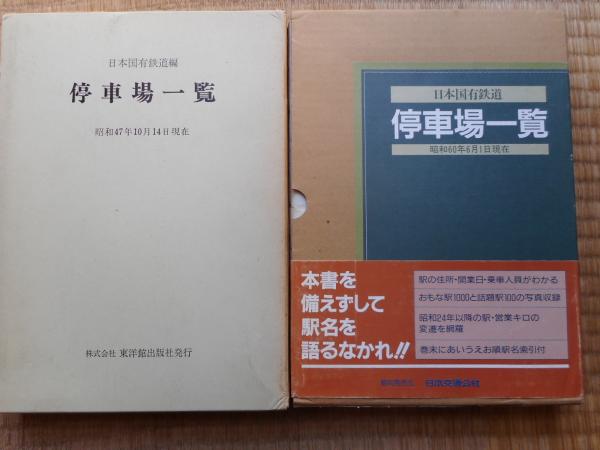 日本国有鉄道編
停車場一覧
昭和47年10月14日現在
株式会社 東洋館出版社発行
日本国有鉄道
停車場一覧
昭和60年6月1日現在
本書を
備えずして
駅名を
語るなかれ!!
駅の住所・開業日・乗車人員がわかる
おもな駅1000と話題駅100の写真収録
昭和24年以降の駅・営業キロの
変遷を網羅
巻末にあいうえお順駅名索引付
日本交通公社